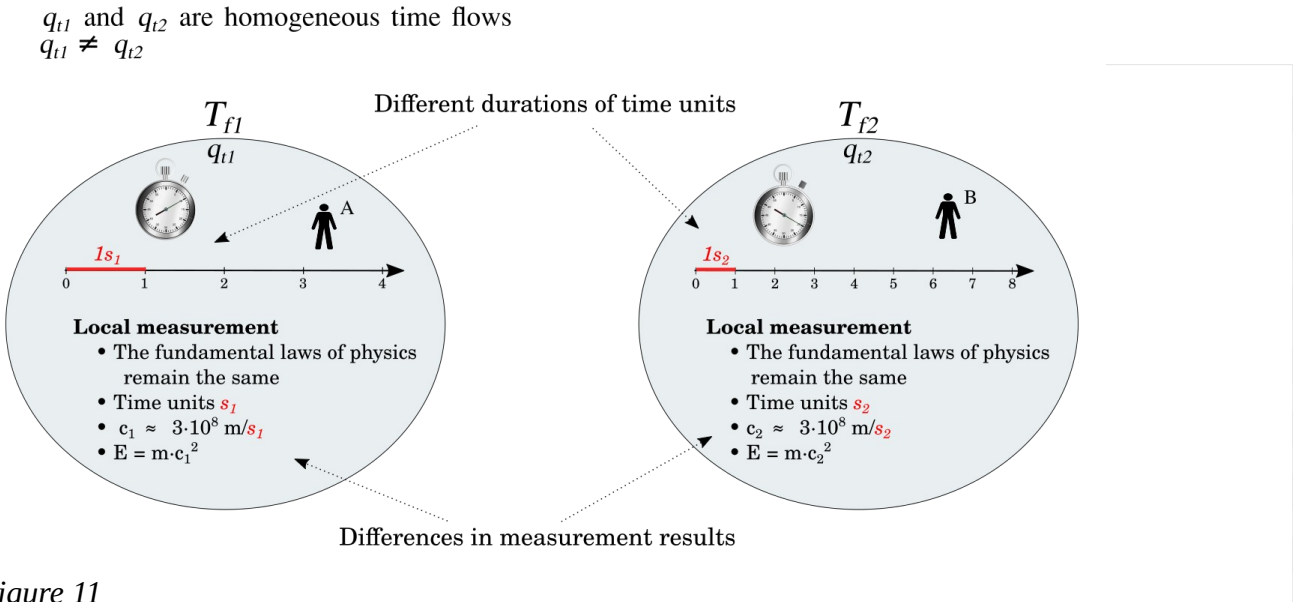 q_t1 and q_t2 are homogeneous time flows
q_t1 ≠ q_t2
Different durations of time units
T_f1
q_t1
A
1s_1
0 1 2 3 4
Local measurement
• The fundamental laws of physics
remain the same
• Time units s_1
• c_1 ≈ 3·10^8 m/s_1
• E = m·c_1^2
T_f2
q_t2
B
1s_2
0 1 2 3 4 5 6 7 8
Local measurement
• The fundamental laws of physics
remain the same
• Time units s_2
• c_2 ≈ 3·10^8 m/s_2
• E = m·c_2^2
Differences in measurement results
igure 11